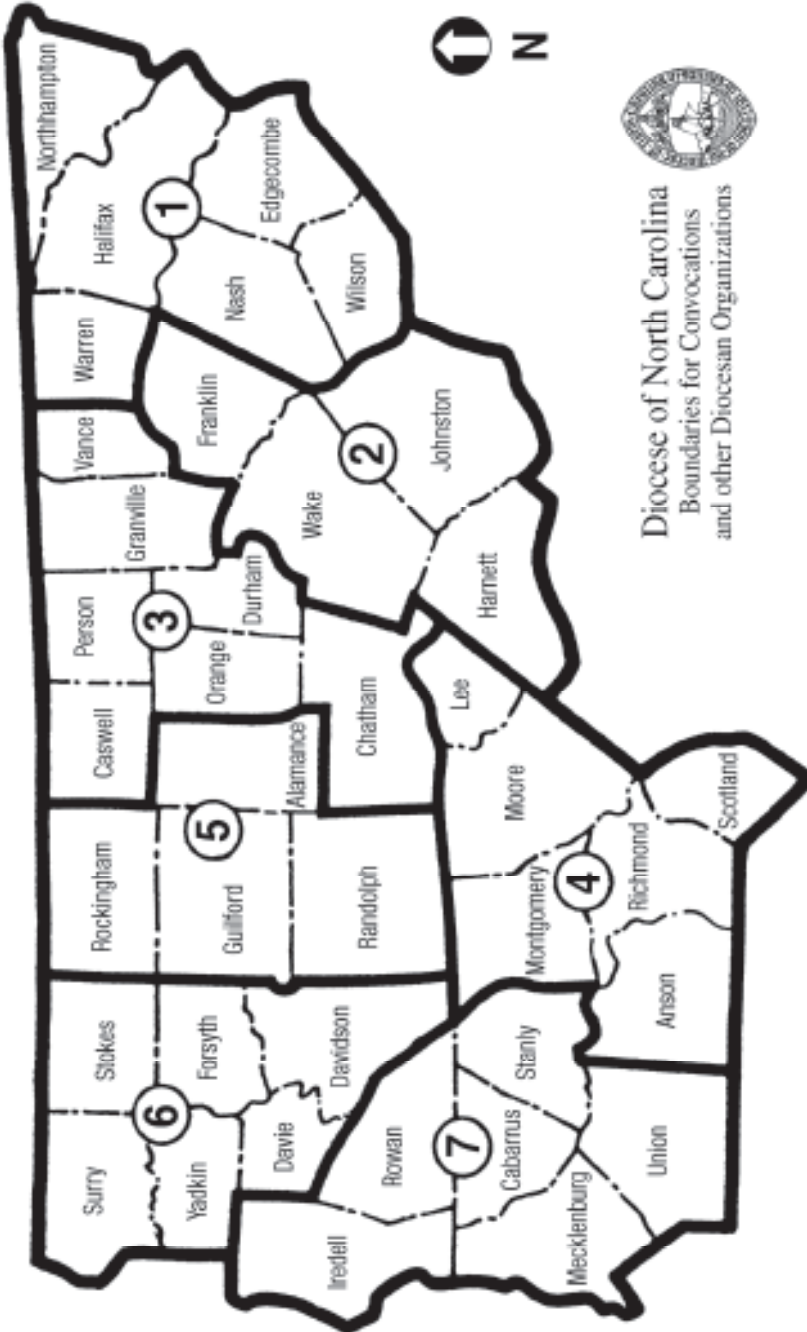 Surry
Stokes
Rockingham
Caswell
Person
Granville
Vance
Warren
Northhampton
Halifax
6
Yadkin
Forsyth
5
Guilford
Alamance
3
Orange
Durham
Franklin
1
Nash
Edgecombe
Iredell
Davie
Davidson
Randolph
Chatham
Wake
2
Wilson
Rowan
7
Cabarrus
Stanly
Montgomery
4
Moore
Lee
Harnett
Johnston
Mecklenburg
Union
Anson
Richmond
Scotland
N
Diocese of North Carolina
Boundaries for Convocations
and other Diocesan Organizations